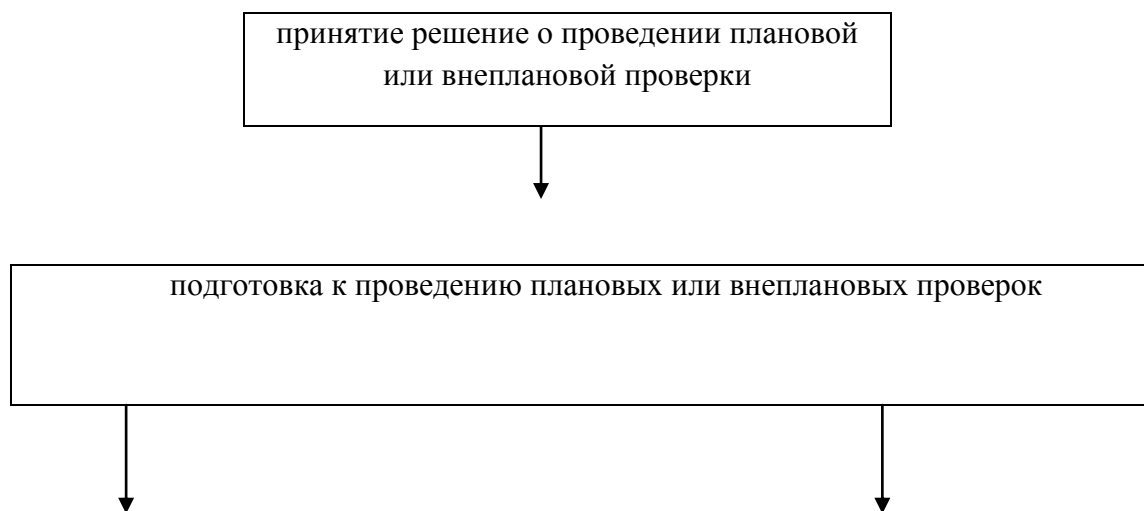 принятие решение о проведении плановой
или внеплановой проверки
подготовка к проведению плановых или внеплановых проверок